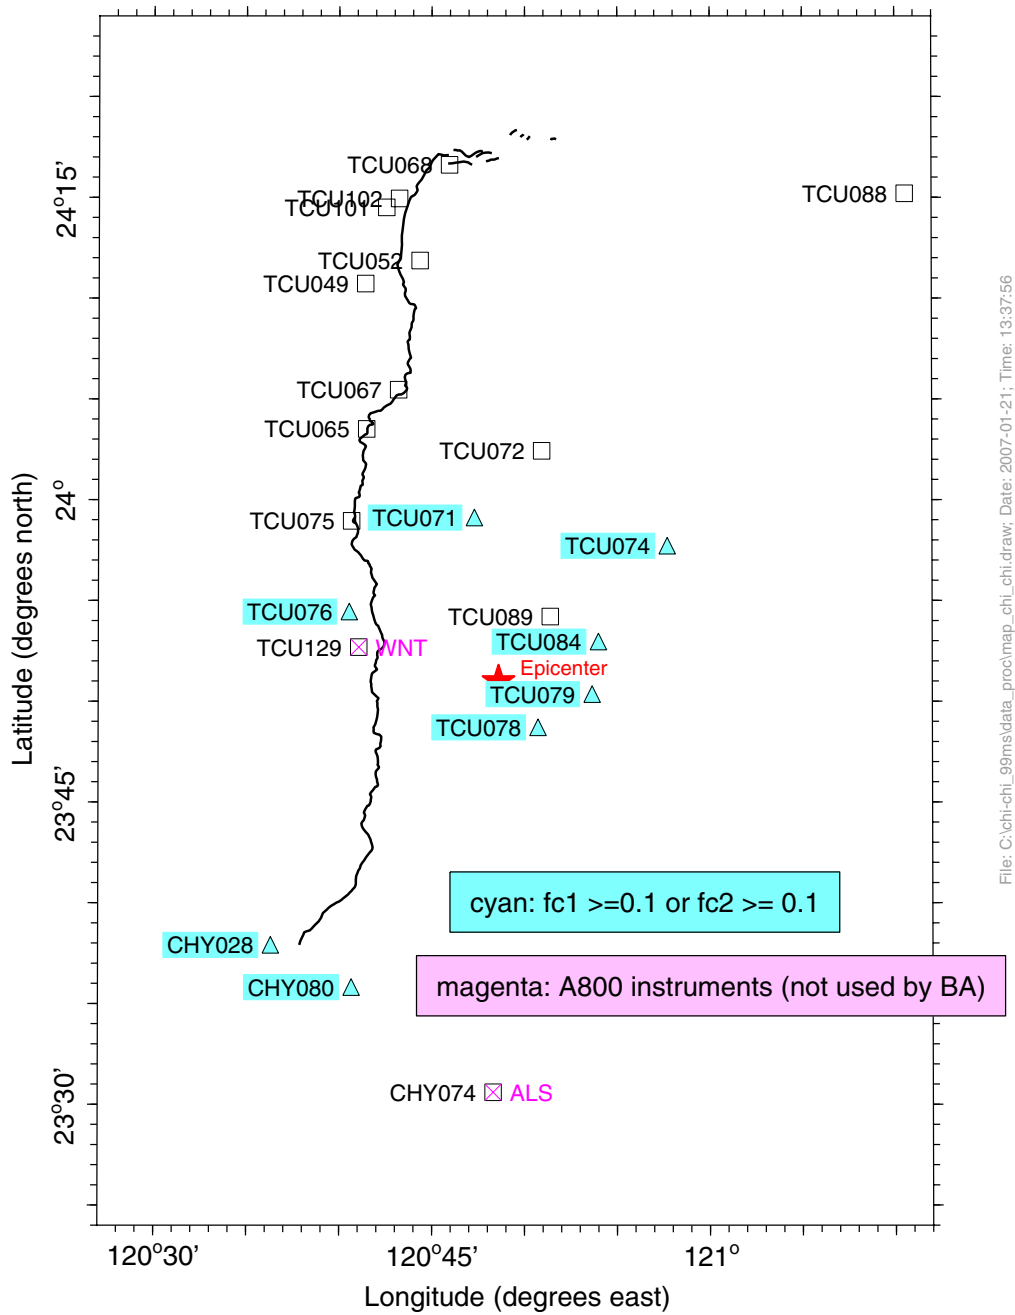 TCU068
TCU102
TCU101
TCU088
TCU052
TCU049
TCU067
TCU065
TCU072
TCU075
TCU071
TCU074
TCU076
TCU089
TCU129
WNT
TCU084
Epicenter
TCU079
TCU078
cyan: fc1 >=0.1 or fc2 >= 0.1
CHY028
CHY080
magenta: A800 instruments (not used by BA)
CHY074
ALS
24°15'
24°
23°45'
23°30'
Latitude (degrees north)
120°30'
120°45'
121°
Longitude (degrees east)
File: C:\chi-chi_99ms\data_proc\map_chi_chi.draw; Date: 2007-01-21; Time: 13:37:56